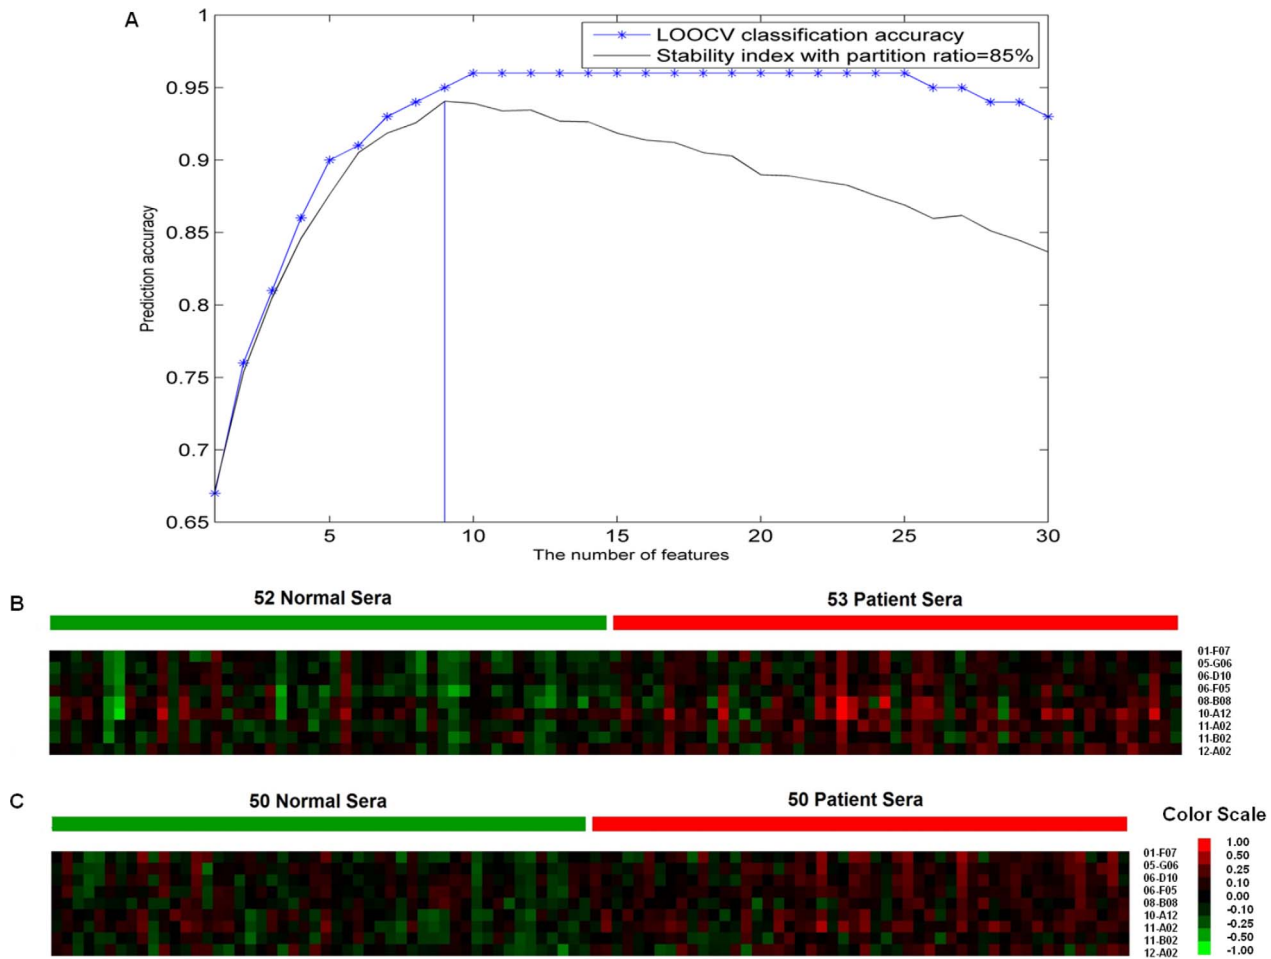 A
1
0.95
0.9
0.85
0.8
0.75
0.7
0.65
Prediction accuracy
LOOCV classification accuracy
Stability index with partition ratio=85%
5 10 15 20 25 30
The number of features
B
52 Normal Sera 53 Patient Sera
01-F07
05-G06
06-D10
06-F05
08-B08
10-A12
11-A02
11-B02
12-A02
C
50 Normal Sera 50 Patient Sera
01-F07
05-G06
06-D10
06-F05
08-B08
10-A12
11-A02
11-B02
12-A02
Color Scale
1.00
0.50
0.25
0.10
0.00
-0.10
-0.25
-0.50
-1.00